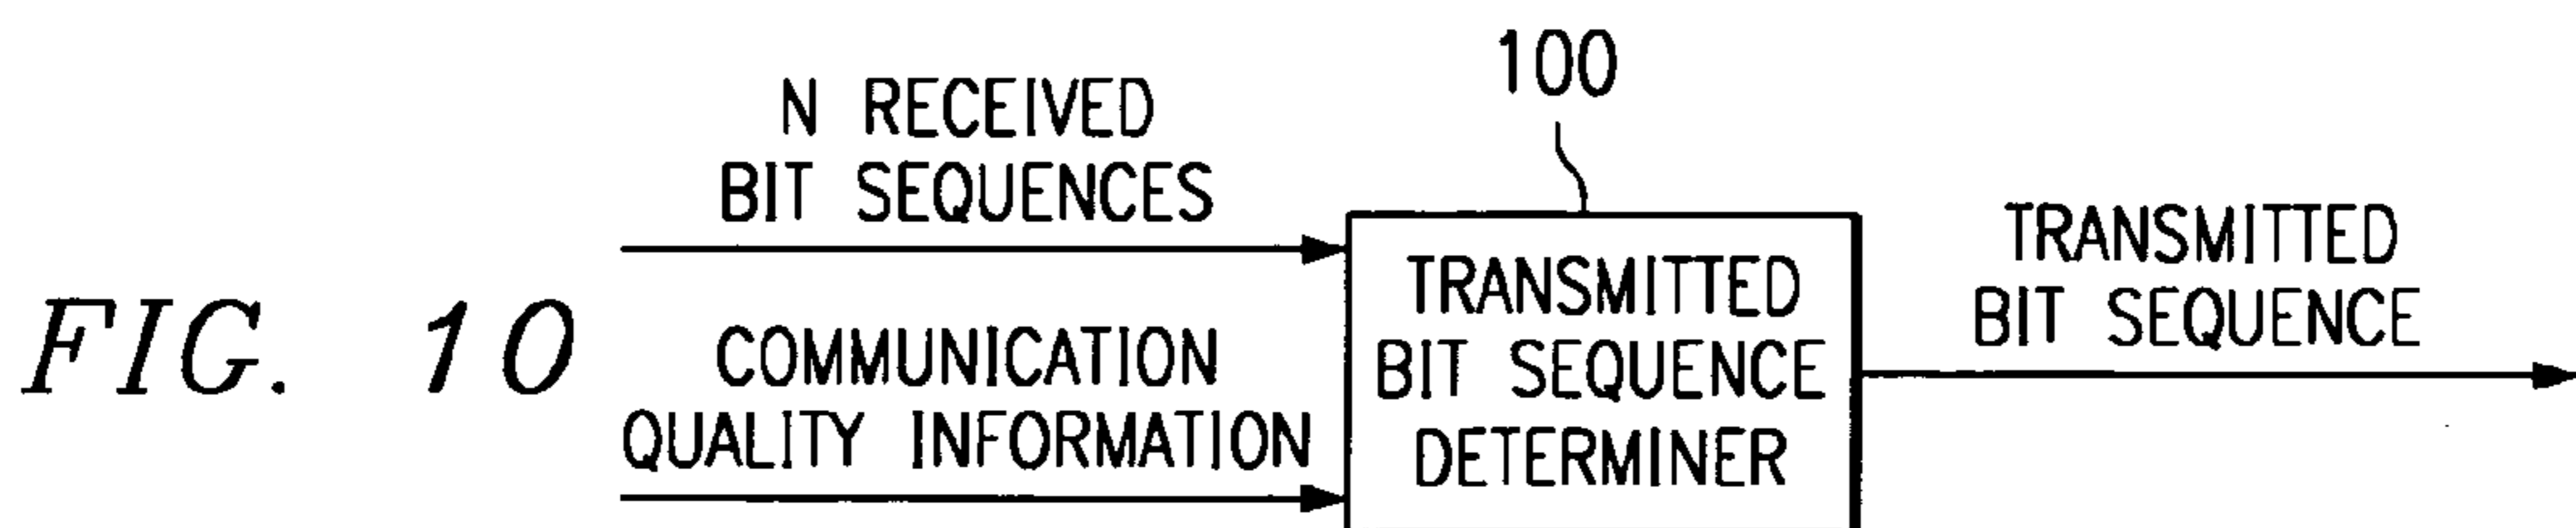 FIG. 10
N RECEIVED
BIT SEQUENCES
COMMUNICATION
QUALITY INFORMATION
100
TRANSMITTED
BIT SEQUENCE
DETERMINER
TRANSMITTED
BIT SEQUENCE